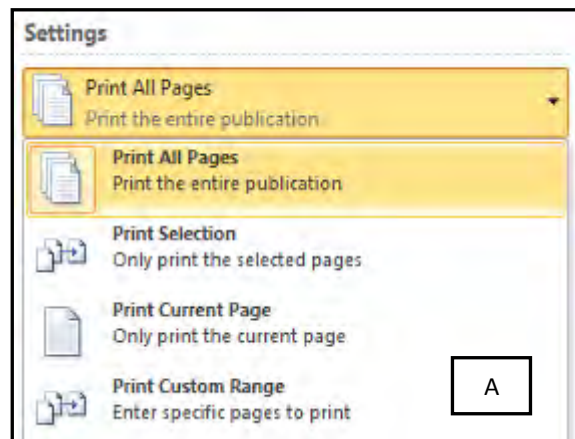 Settings
Print All Pages
Print the entire publication
Print All Pages
Print the entire publication
Print Selection
Only print the selected pages
Print Current Page
Only print the current page
Print Custom Range
Enter specific pages to print
A